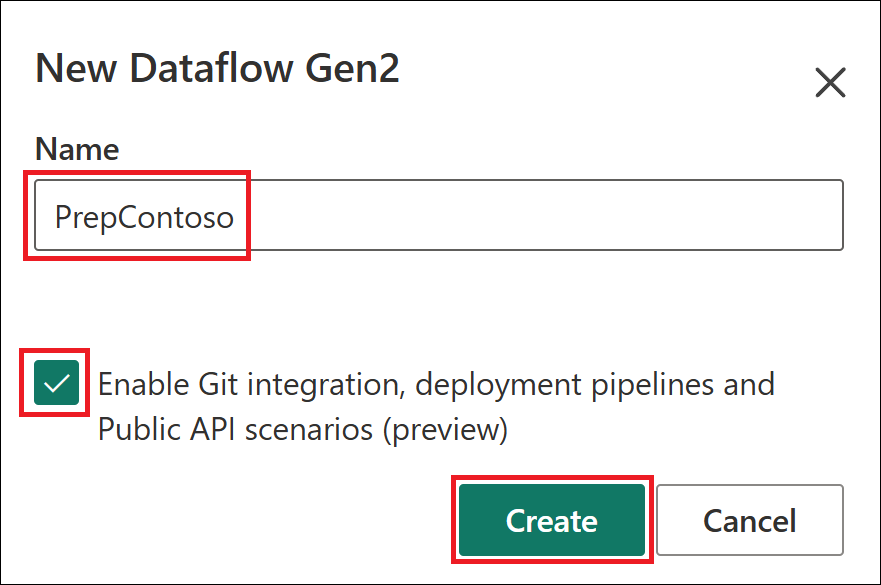 New Dataflow Gen2
Name
PrepContoso
Enable Git integration, deployment pipelines and
Public API scenarios (preview)
Create
Cancel